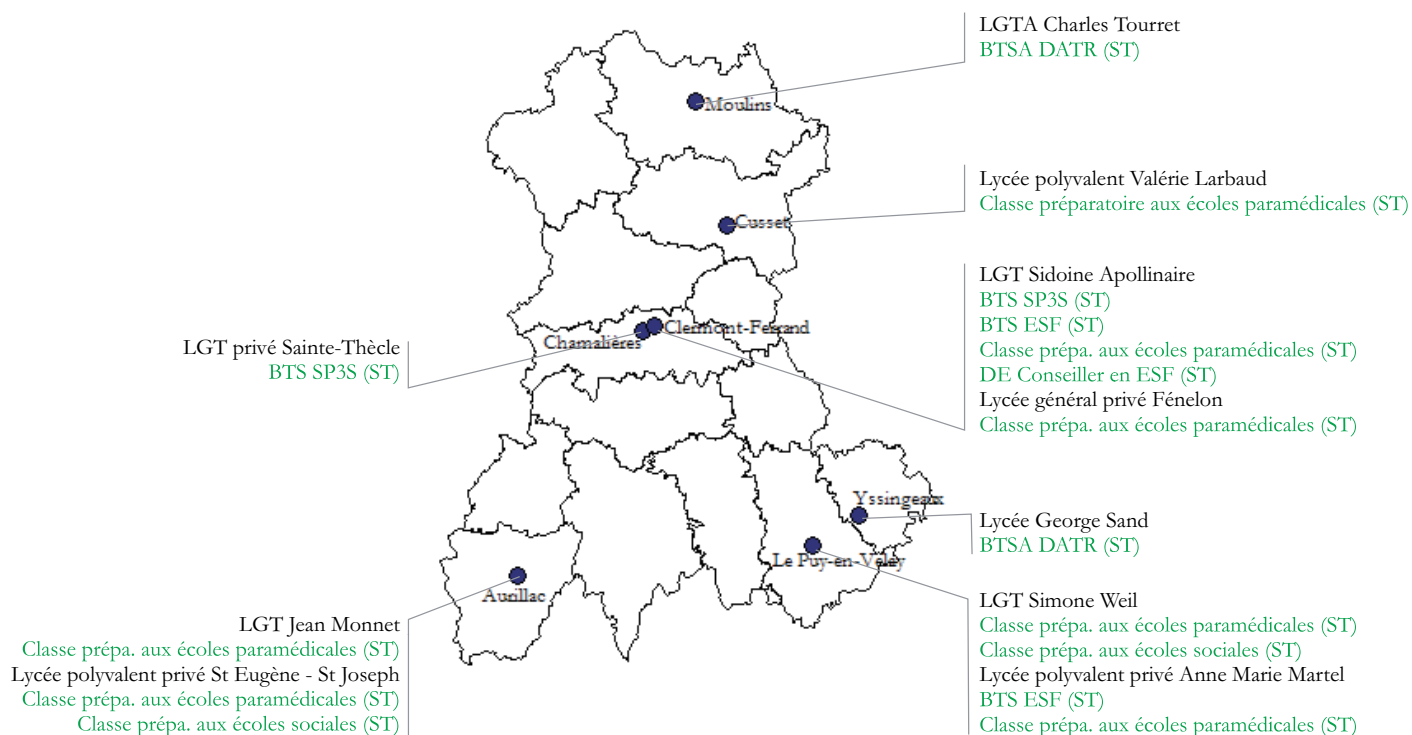 LGTA Charles Tourret
BTSA DATR (ST)
Moulins
Lycée polyvalent Valérie Larbaud
Classe préparatoire aux écoles paramédicales (ST)
Cusset
LGT Sidoine Apollinaire
BTS SP3S (ST)
BTS ESF (ST)
Classe prépa. aux écoles paramédicales (ST)
DE Conseiller en ESF (ST)
Lycée général privé Fénelon
Classe prépa. aux écoles paramédicales (ST)
Clermont-Ferrand
Chamalières
LGT privé Sainte-Thècle
BTS SP3S (ST)
Yssingeaux
Lycée George Sand
BTSA DATR (ST)
Le Puy-en-Velay
Aurillac
LGT Simone Weil
Classe prépa. aux écoles paramédicales (ST)
Classe prépa. aux écoles sociales (ST)
Lycée polyvalent privé Anne Marie Martel
BTS ESF (ST)
Classe prépa. aux écoles paramédicales (ST)
LGT Jean Monnet
Classe prépa. aux écoles paramédicales (ST)
Lycée polyvalent privé St Eugène - St Joseph
Classe prépa. aux écoles paramédicales (ST)
Classe prépa. aux écoles sociales (ST)